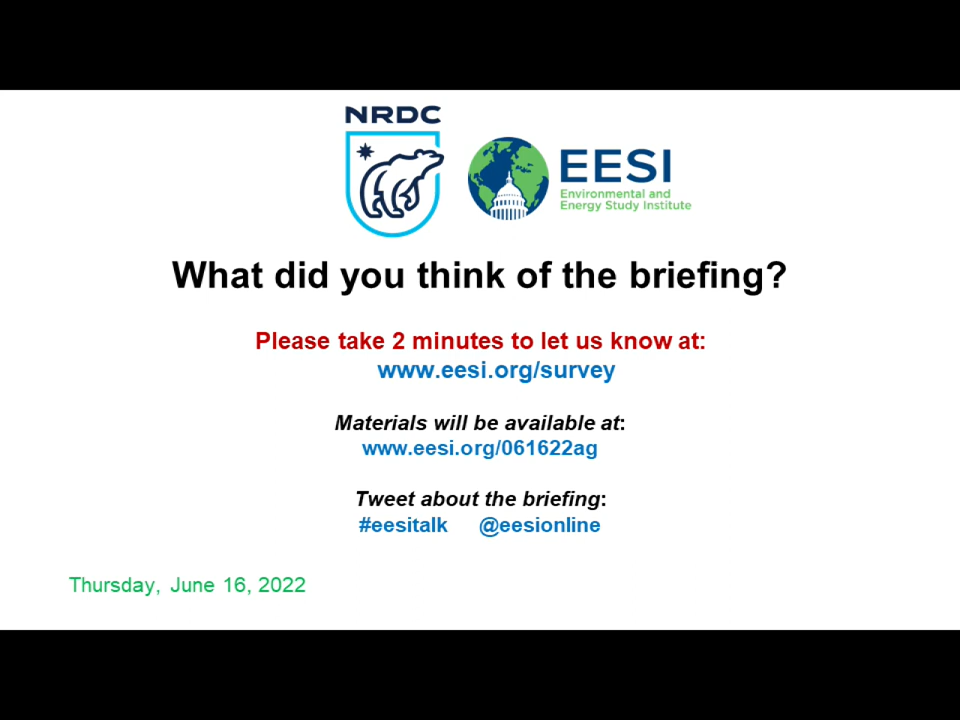 NRDC
EESI
Environmental and
Energy Study Institute
What did you think of the briefing?
Please take 2 minutes to let us know at:
www.eesi.org/survey
Materials will be available at:
www.eesi.org/061622ag
Tweet about the briefing:
#eesitalk @eesionline
Thursday, June 16, 2022